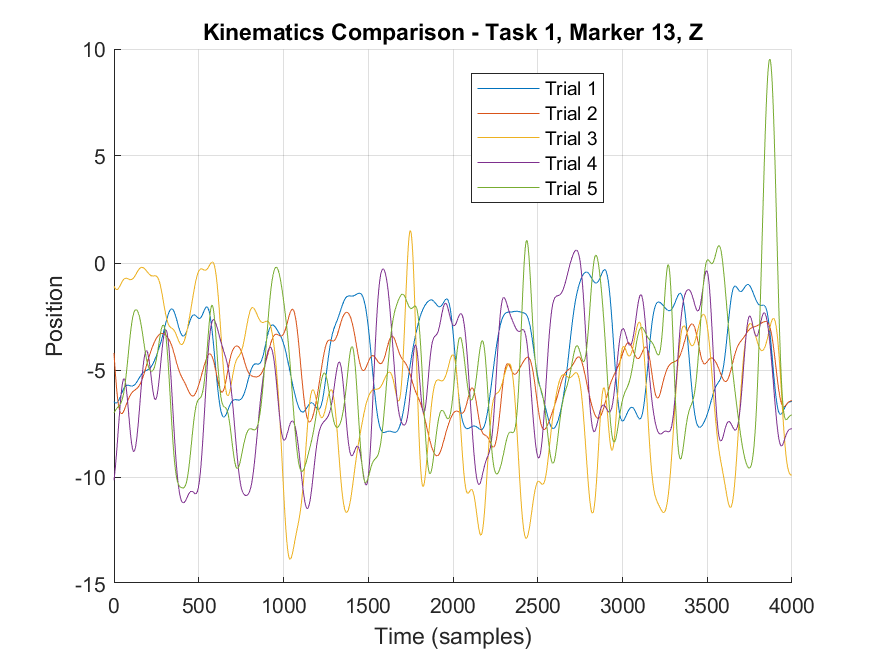 Kinematics Comparison - Task 1, Marker 13, Z
10
5
0
-5
-10
-15
Position
Trial 1
Trial 2
Trial 3
Trial 4
Trial 5
0 500 1000 1500 2000 2500 3000 3500 4000
Time (samples)